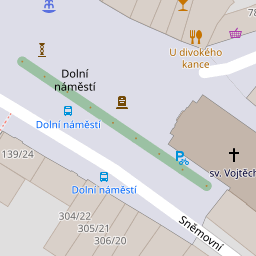 78
U divokého
kance
Dolní
náměstí
Dolní náměstí
139/24
sv. Vojtěch
Dolní náměstí
304/22
305/21
306/20
Sněmovní